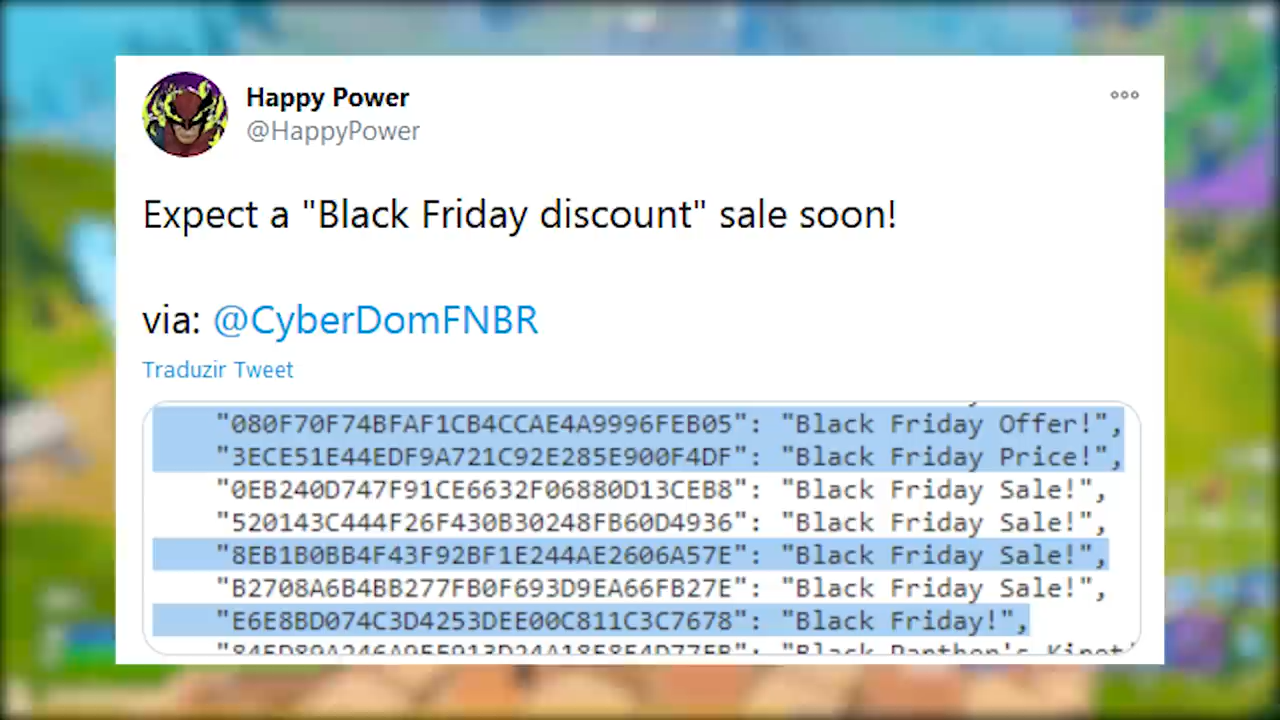 Happy Power
@HappyPower
Expect a "Black Friday discount" sale soon!
via: @CyberDomFNBR
Traduzir Tweet
"080F70F74BFAF1CB4CCAE4A9996FEB05": "Black Friday Offer!",
"3ECE51E44EDF9A721C92E285E900F4DF": "Black Friday Price!",
"0EB240D747F91CE6632F06880D13CEB8": "Black Friday Sale!",
"520143C444F26F430B30248FB60D4936": "Black Friday Sale!",
"8EB1B0BB4F43F92BF1E244AE2606A57E": "Black Friday Sale!",
"B2708A6B4BB277FB0F693D9EA66FB27E": "Black Friday Sale!",
"E6E8BD074C3D4253DEE00C811C3C7678": "Black Friday!",
"Black Panther's